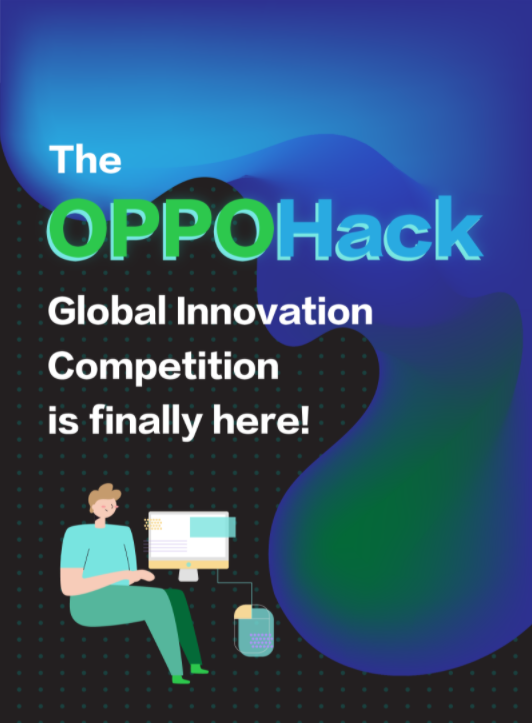 The
OPPOHack
Global Innovation
Competition
is finally here!